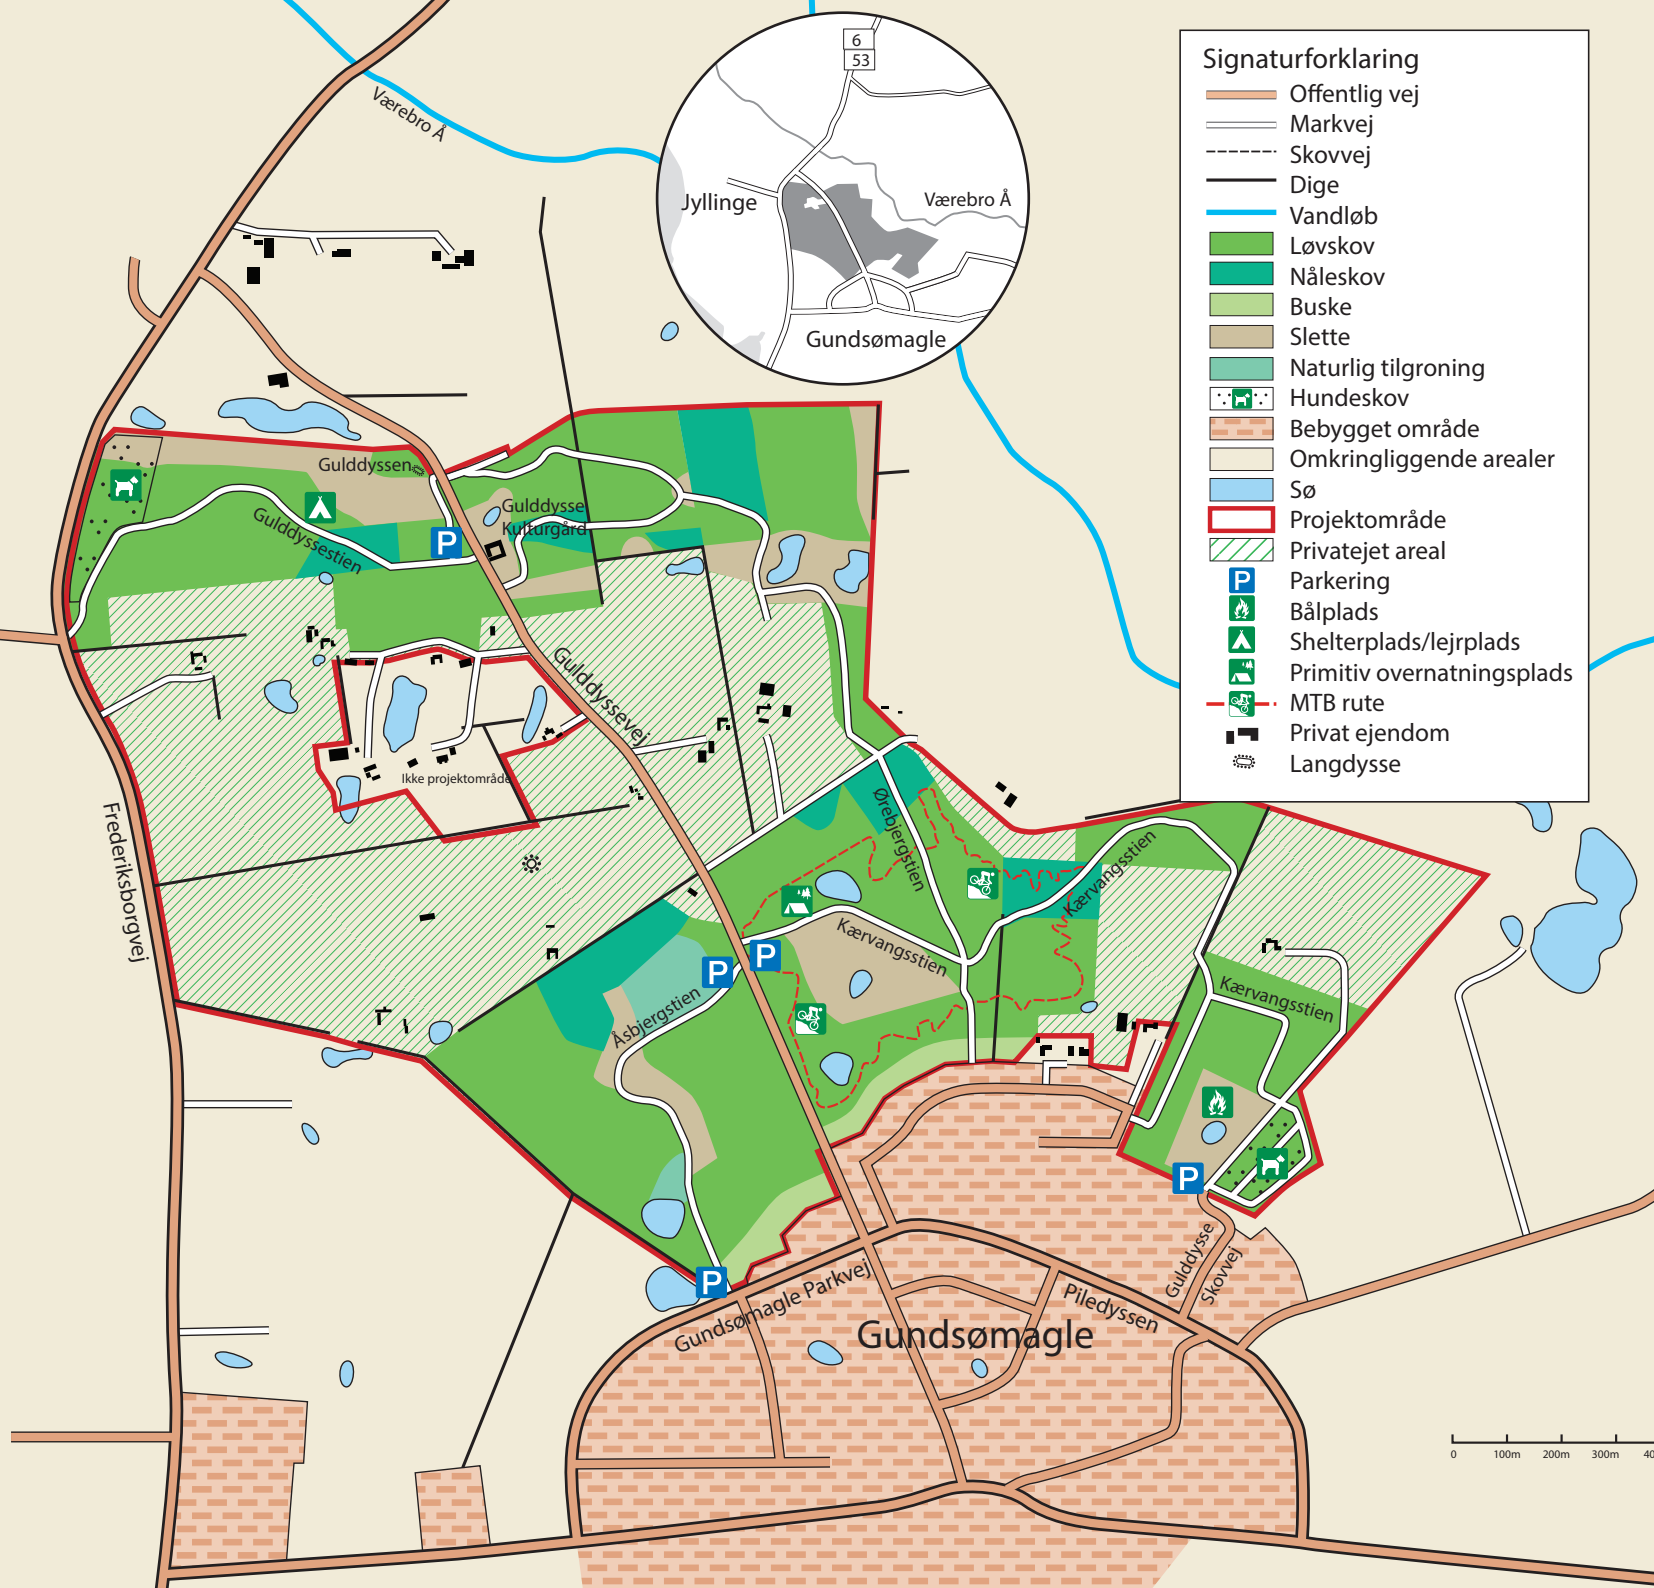 Værebro Å
6
53
Jyllinge
Værebro Å
Gundsømagle
Signaturforklaring
Offentlig vej
Markvej
Skovvej
Dige
Vandløb
Løvskov
Nåleskov
Buske
Slette
Naturlig tilgroning
Hundeskov
Bebygget område
Omkringliggende arealer
Sø
Projektområde
Privatejet areal
P Parkering
Bålplads
Shelterplads/lejrplads
Primitiv overnatningsplads
MTB rute
Privat ejendom
Langdysse
Gulddyssen
Gulddyssestien
P
Gulddysse
Kulturgård
Gulddyssevej
Ikke projektområde
Frederiksborgvej
Ørebjergstien
Kærvangsstien
Kærvangsstien
Kærvangsstien
P
P
Åsbjergstien
P
P
Gulddysse
Skovvej
Gundsømagle Parkvej
Piledyssen
Gundsømagle
0 100m 200m 300m 40